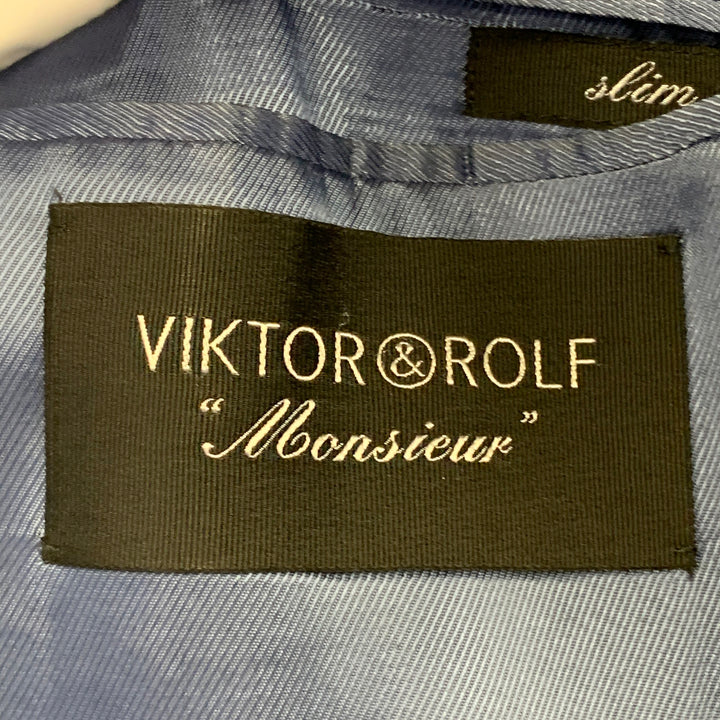 slim
VIKTOR & ROLF
“Monsieur”